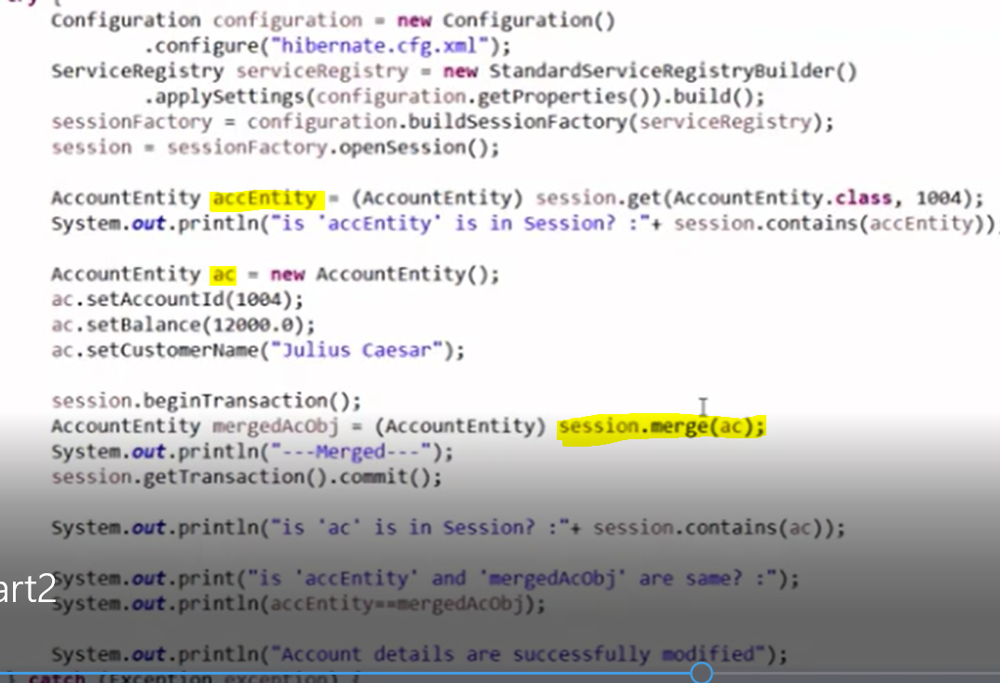 try {
Configuration configuration = new Configuration()
.configure("hibernate.cfg.xml");
ServiceRegistry serviceRegistry = new StandardServiceRegistryBuilder()
.applySettings(configuration.getProperties()).build();
sessionFactory = configuration.buildSessionFactory(serviceRegistry);
session = sessionFactory.openSession();
AccountEntity accEntity = (AccountEntity) session.get(AccountEntity.class, 1004);
System.out.println("is 'accEntity' is in Session? :"+ session.contains(accEntity))
AccountEntity ac = new AccountEntity();
ac.setAccountId(1004);
ac.setBalance(12000.0);
ac.setCustomerName("Julius Caesar");
session.beginTransaction();
AccountEntity mergedAcObj = (AccountEntity) session.merge(ac);
System.out.println("---Merged---");
session.getTransaction().commit();
System.out.println("is 'ac' is in Session? :"+ session.contains(ac));
System.out.print("is 'accEntity' and 'mergedAcObj' are same? :");
art2
System.out.println(accEntity==mergedAcObj);
System.out.println("Account details are successfully modified");
} catch (Exception exception) {